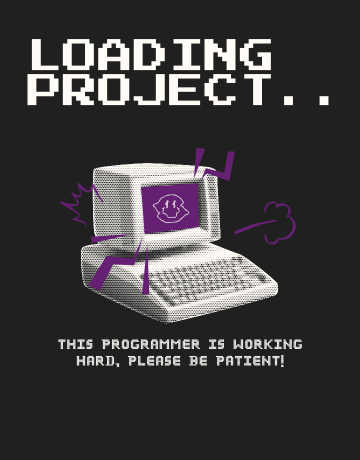 LOADING
PROJECT..
THIS PROGRAMMER IS WORKING
HARD, PLEASE BE PATIENT!